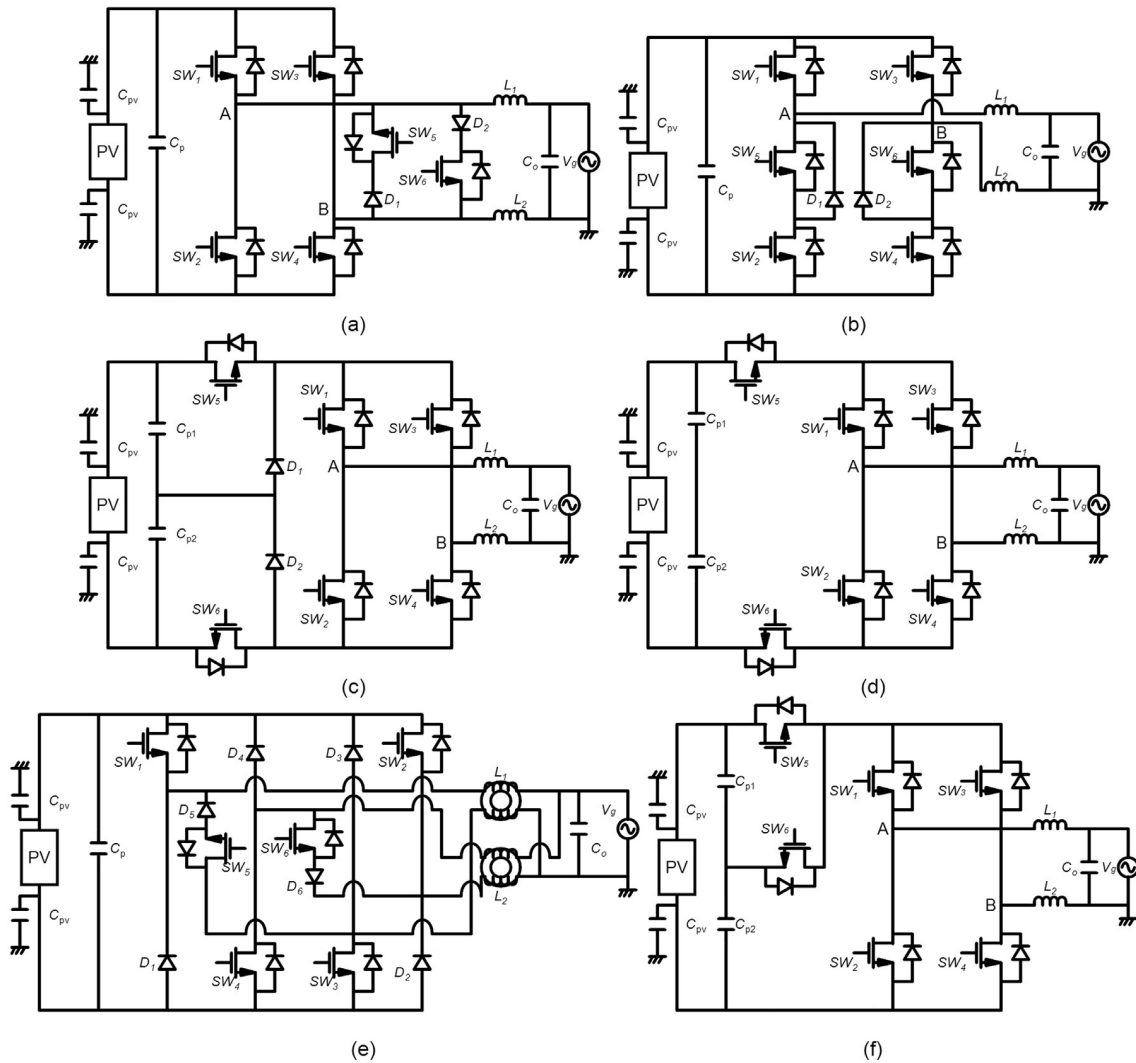 SW1
SW3
Cpv
A
L1
PV
Cp
D2
SW5
Co
Vg
SW6
Cpv
D1
L2
B
SW2
SW4
(a)
SW1
SW3
Cpv
A
L1
B
PV
SW5
SW6
Co
Vg
Cp
D1
D2
L2
Cpv
SW2
SW4
(b)
SW5
SW1
SW3
Cp1
Cpv
A
L1
D1
PV
Co
Vg
Cp2
B
L2
Cpv
D2
SW6
SW2
SW4
(c)
SW5
SW3
Cp1
SW1
Cpv
A
L1
PV
Co
Vg
B
L2
Cpv
Cp2
SW2
SW6
SW4
(d)
SW1
D4
D3
SW2
L1
Cpv
D5
Vg
PV
Cp
SW6
Co
SW5
D6
L2
Cpv
D1
SW4
SW3
D2
(e)
SW5
Cp1
SW1
SW3
Cpv
A
L1
SW6
PV
Co
Vg
Cpv
Cp2
B
L2
SW2
SW4
(f)